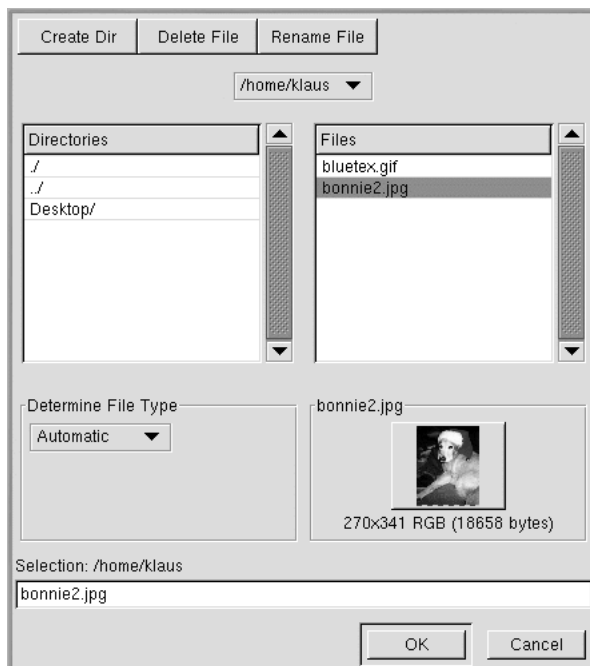 Create Dir Delete File Rename File
/home/klaus
Directories
./
../
Desktop/
Files
bluetex.gif
bonnie2.jpg
Determine File Type
Automatic
bonnie2.jpg
270x341 RGB (18658 bytes)
Selection: /home/klaus
bonnie2.jpg
OK Cancel